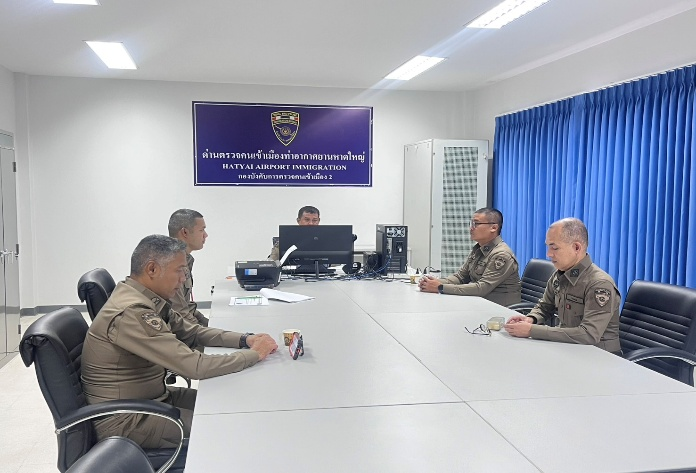 ด่านตรวจคนเข้าเมืองท่าอากาศยานหาดใหญ่
HATYAI AIRPORT IMMIGRATION
กองบังคับการตรวจคนเข้าเมือง 2